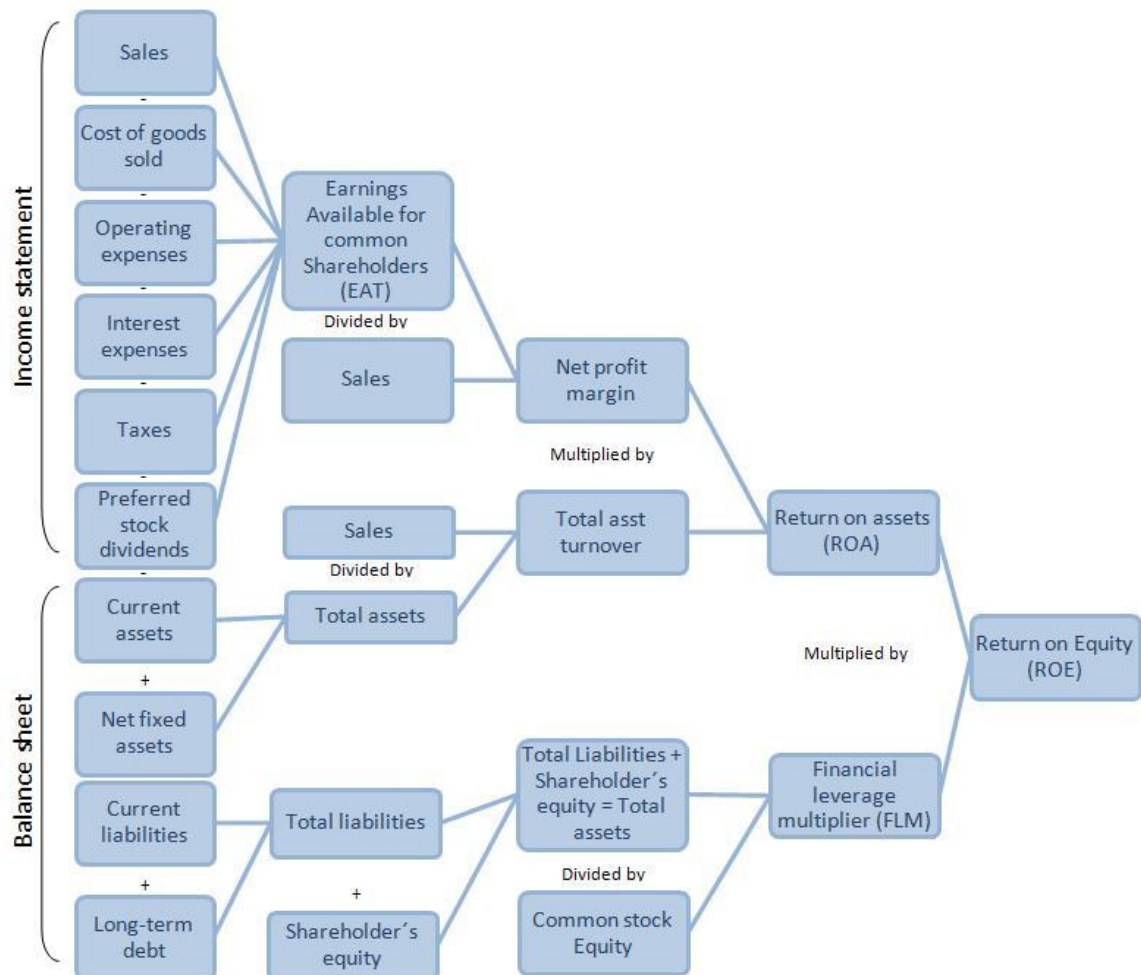 Income statement
Sales
-
Cost of goods
sold
-
Operating
expenses
-
Interest
expenses
-
Taxes
-
Preferred
stock
dividends
-
Earnings
Available for
common
Shareholders
(EAT)
Divided by
Sales
Net profit
margin
Multiplied by
Sales
Divided by
Total assets
Total asst
turnover
Return on assets
(ROA)
Balance sheet
Current
assets
+
Net fixed
assets
Current
liabilities
+
Long-term
debt
Total liabilities
+
Shareholder´s
equity
Total Liabilities +
Shareholder´s
equity = Total
assets
Divided by
Common stock
Equity
Multiplied by
Financial
leverage
multiplier (FLM)
Return on Equity
(ROE)